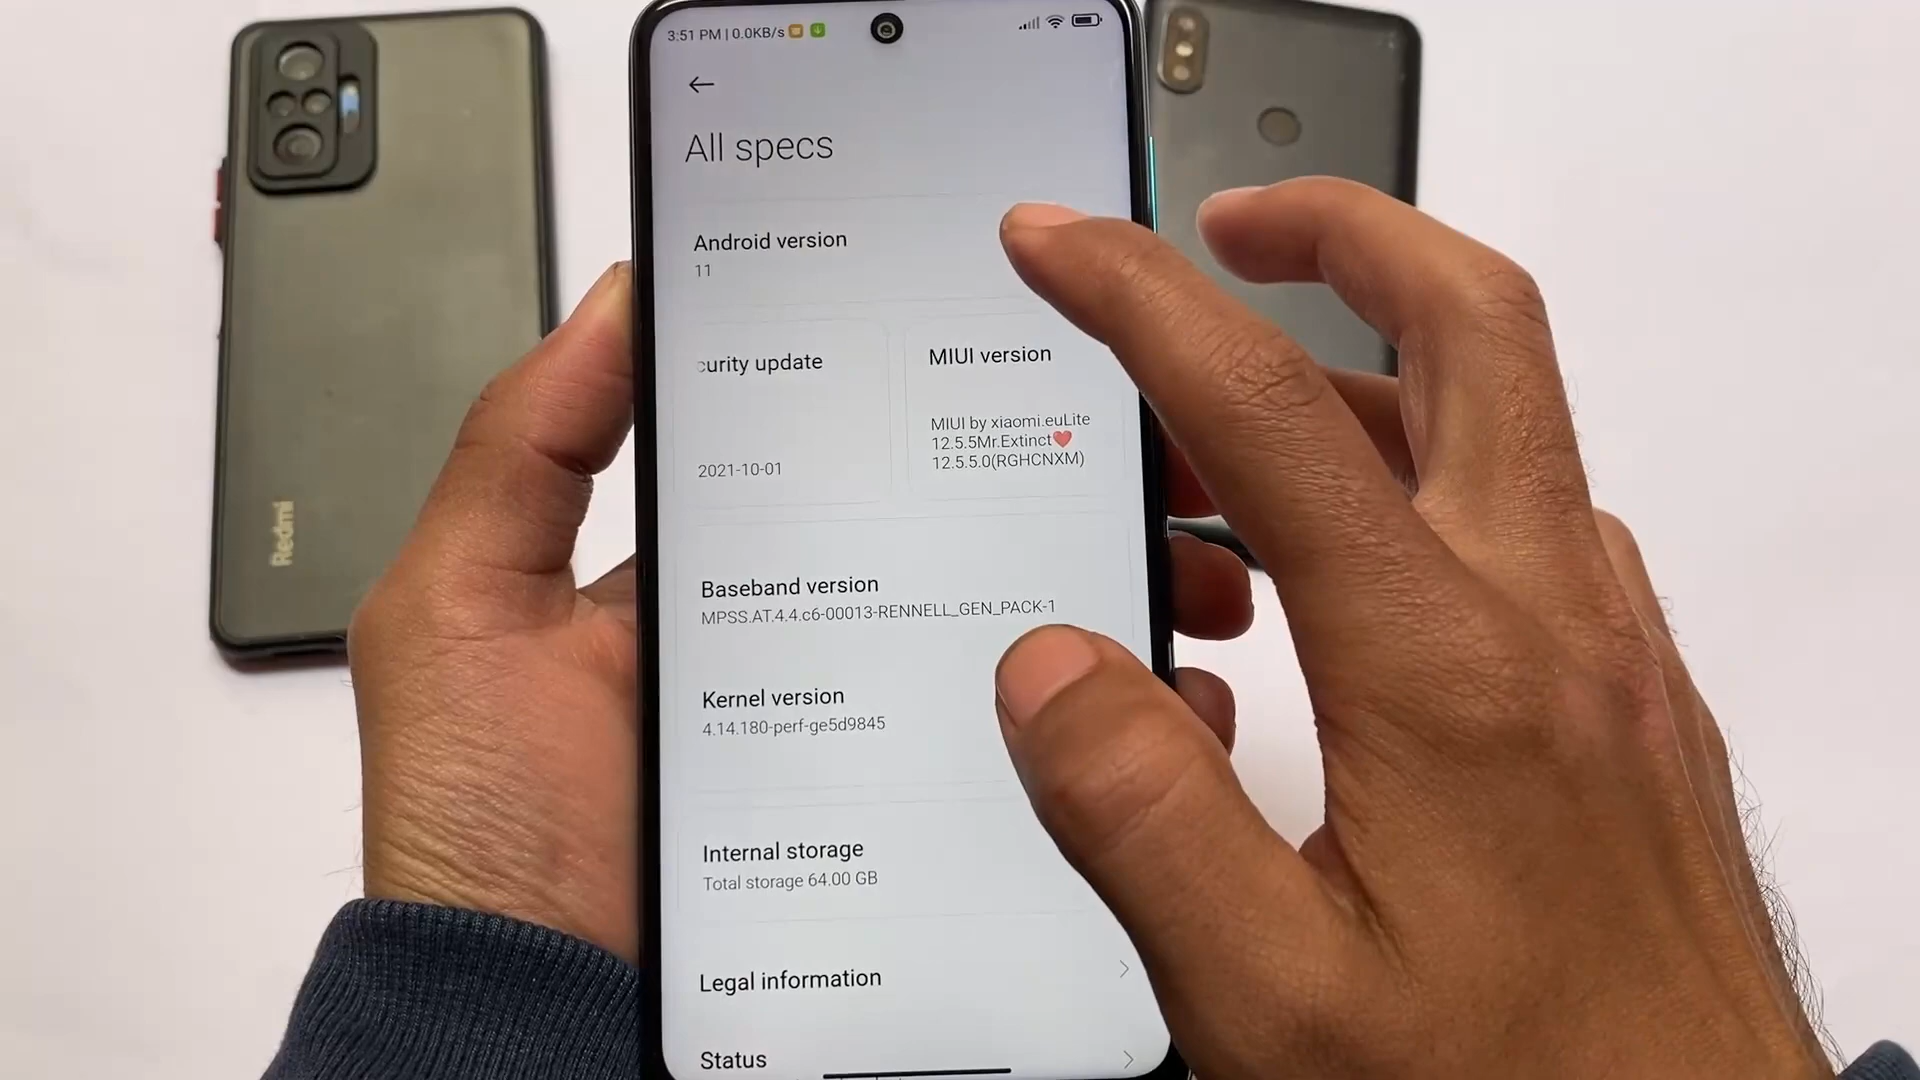 3:51 PM | 0.0KB/s
All specs
Android version
11
curity update
2021-10-01
MIUI version
MIUI by xiaomi.euLite
12.5.5Mr.Extinct❤️
12.5.5.0(RGHCNXM)
Baseband version
MPSS.AT.4.4.c6-00013-RENNELL_GEN_PACK-1
Kernel version
4.14.180-perf-ge5d9845
Internal storage
Total storage 64.00 GB
Legal information
Status
Redmi